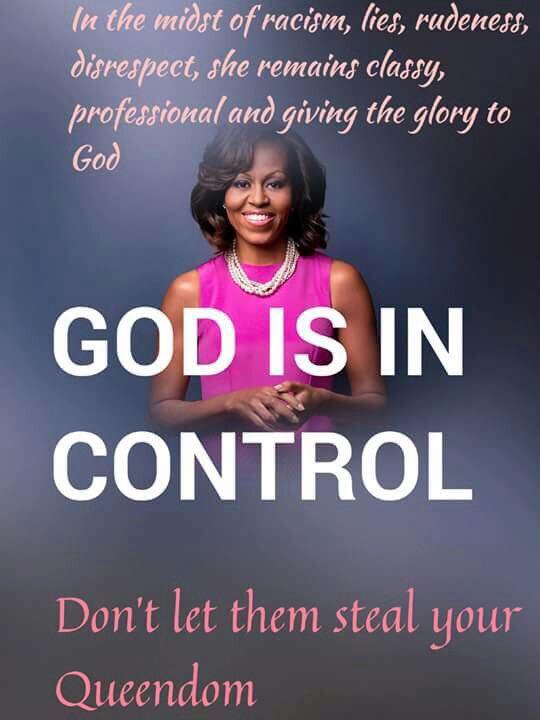 In the midst of racism, lies, rudeness,
disrespect, she remains classy,
professional and giving the glory to
God
GOD IS IN
CONTROL
Don't let them steal your
Queendom